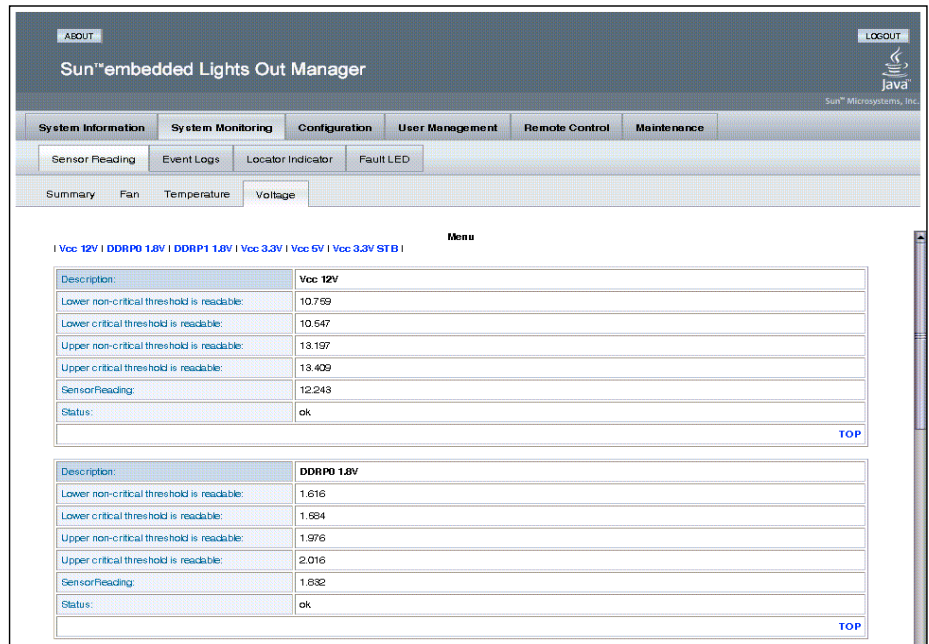 ABOUT
LOGOUT
Sun™embedded Lights Out Manager
Java™
Sun™ Microsystems, Inc.
System Information System Monitoring Configuration User Management Remote Control Maintenance
Sensor Reading Event Logs Locator Indicator Fault LED
Summary Fan Temperature Voltage
Menu
| Vcc 12V | DDRP0 1.8V | DDRP1 1.8V | Vcc 3.3V | Vcc 5V | Vcc 3.3V STB |
Description: Vcc 12V
Lower non-critical threshold is readable: 10.759
Lower critical threshold is readable: 10.547
Upper non-critical threshold is readable: 13.197
Upper critical threshold is readable: 13.409
SensorReading: 12.243
Status: ok
TOP
Description: DDRP0 1.8V
Lower non-critical threshold is readable: 1.616
Lower critical threshold is readable: 1.584
Upper non-critical threshold is readable: 1.976
Upper critical threshold is readable: 2.016
SensorReading: 1.832
Status: ok
TOP